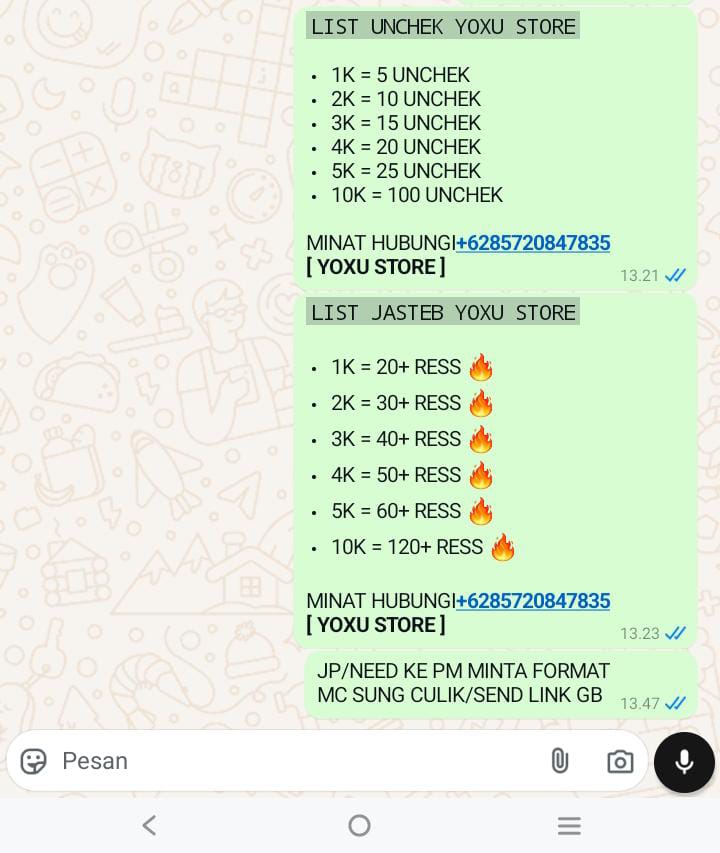 LIST UNCHEK YOXU STORE
• 1K = 5 UNCHEK
• 2K = 10 UNCHEK
• 3K = 15 UNCHEK
• 4K = 20 UNCHEK
• 5K = 25 UNCHEK
• 10K = 100 UNCHEK
MINAT HUBUNGI+6285720847835
[ YOXU STORE ]
13.21
LIST JASTEB YOXU STORE
• 1K = 20+ RESS 🔥
• 2K = 30+ RESS 🔥
• 3K = 40+ RESS 🔥
• 4K = 50+ RESS 🔥
• 5K = 60+ RESS 🔥
• 10K = 120+ RESS 🔥
MINAT HUBUNGI+6285720847835
[ YOXU STORE ]
13.23
JP/NEED KE PM MINTA FORMAT
MC SUNG CULIK/SEND LINK GB
13.47
Pesan